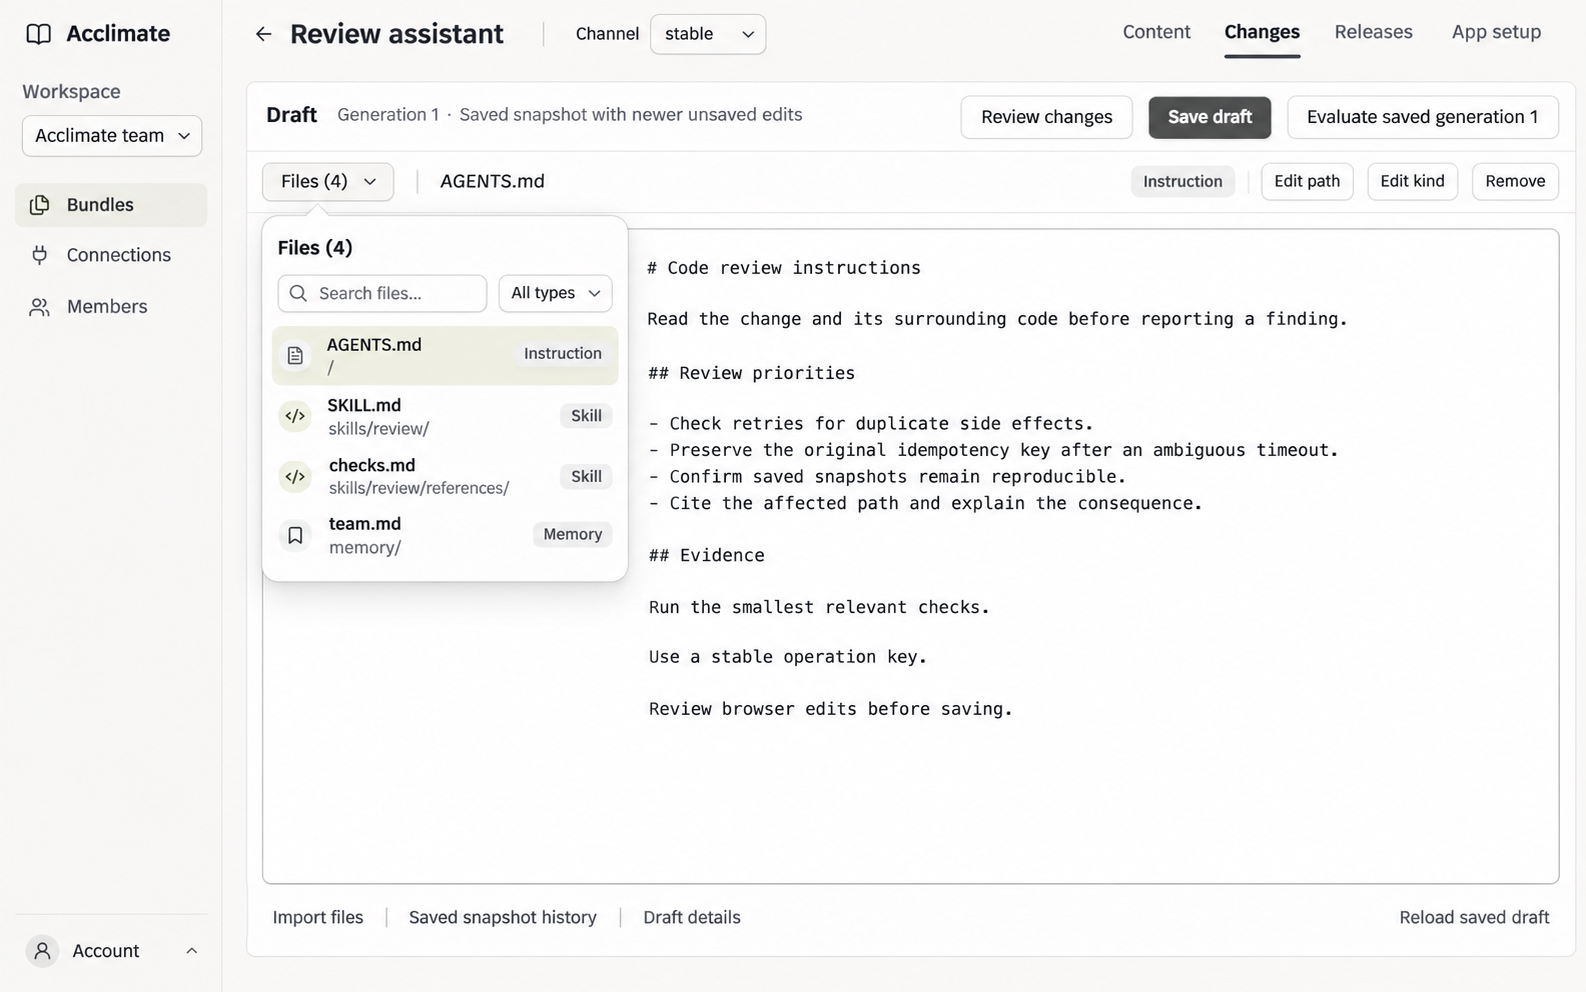 Acclimate
Workspace
Acclimate team
Bundles
Connections
Members
Account
Review assistant
Channel
stable
Content
Changes
Releases
App setup
Draft
Generation 1 · Saved snapshot with newer unsaved edits
Review changes
Save draft
Evaluate saved generation 1
Files (4)
AGENTS.md
Instruction
Edit path
Edit kind
Remove
Files (4)
Search files...
All types
AGENTS.md
/
Instruction
SKILL.md
skills/review/
Skill
checks.md
skills/review/references/
Skill
team.md
memory/
Memory
# Code review instructions
Read the change and its surrounding code before reporting a finding.
## Review priorities
- Check retries for duplicate side effects.
- Preserve the original idempotency key after an ambiguous timeout.
- Confirm saved snapshots remain reproducible.
- Cite the affected path and explain the consequence.
## Evidence
Run the smallest relevant checks.
Use a stable operation key.
Review browser edits before saving.
Import files
Saved snapshot history
Draft details
Reload saved draft